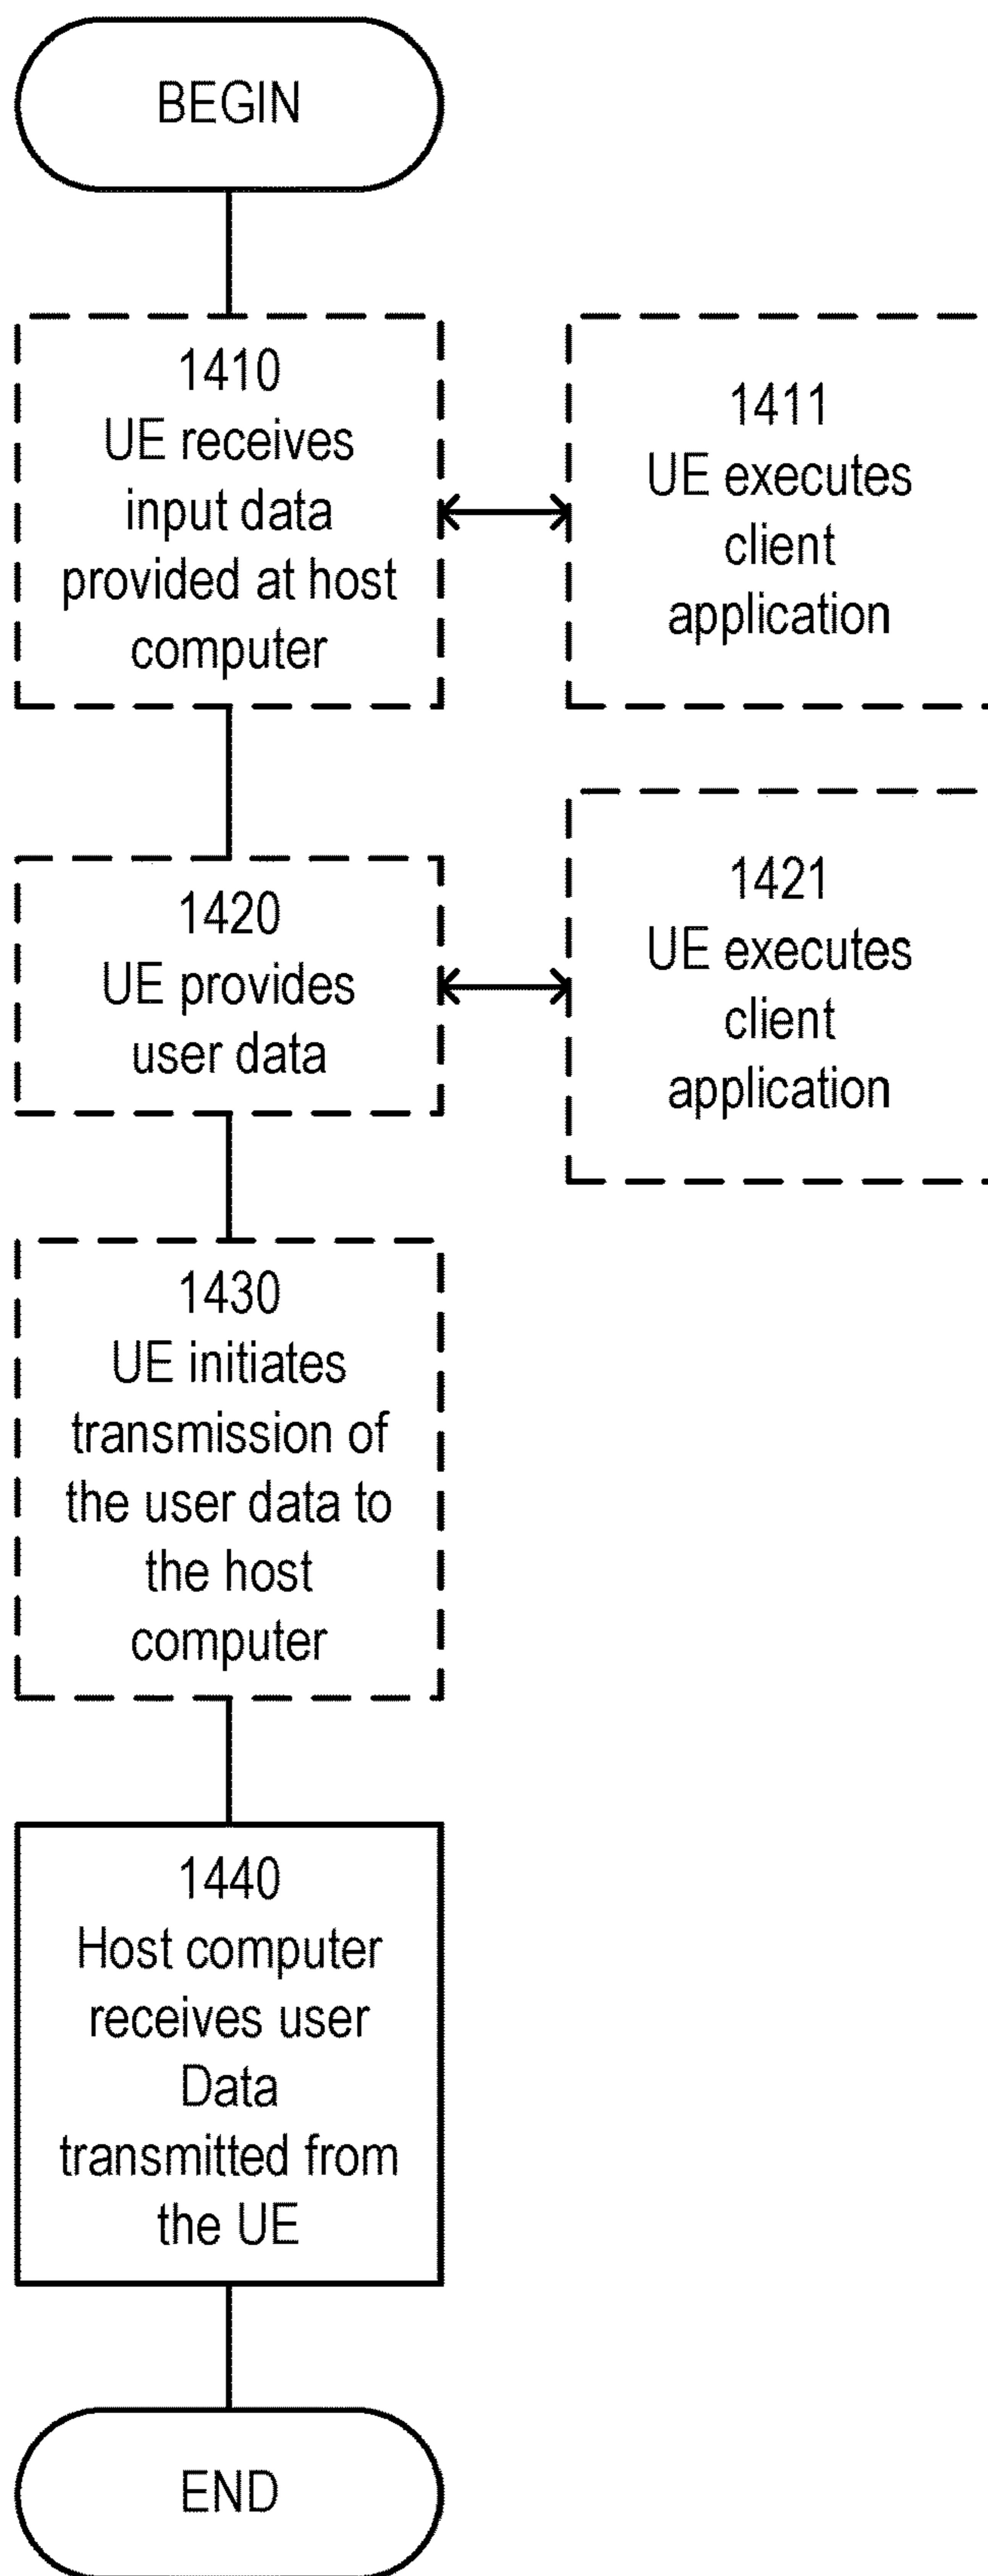 BEGIN
1410
UE receives
input data
provided at host
computer
1411
UE executes
client
application
1420
UE provides
user data
1421
UE executes
client
application
1430
UE initiates
transmission of
the user data to
the host
computer
1440
Host computer
receives user
Data
transmitted from
the UE
END